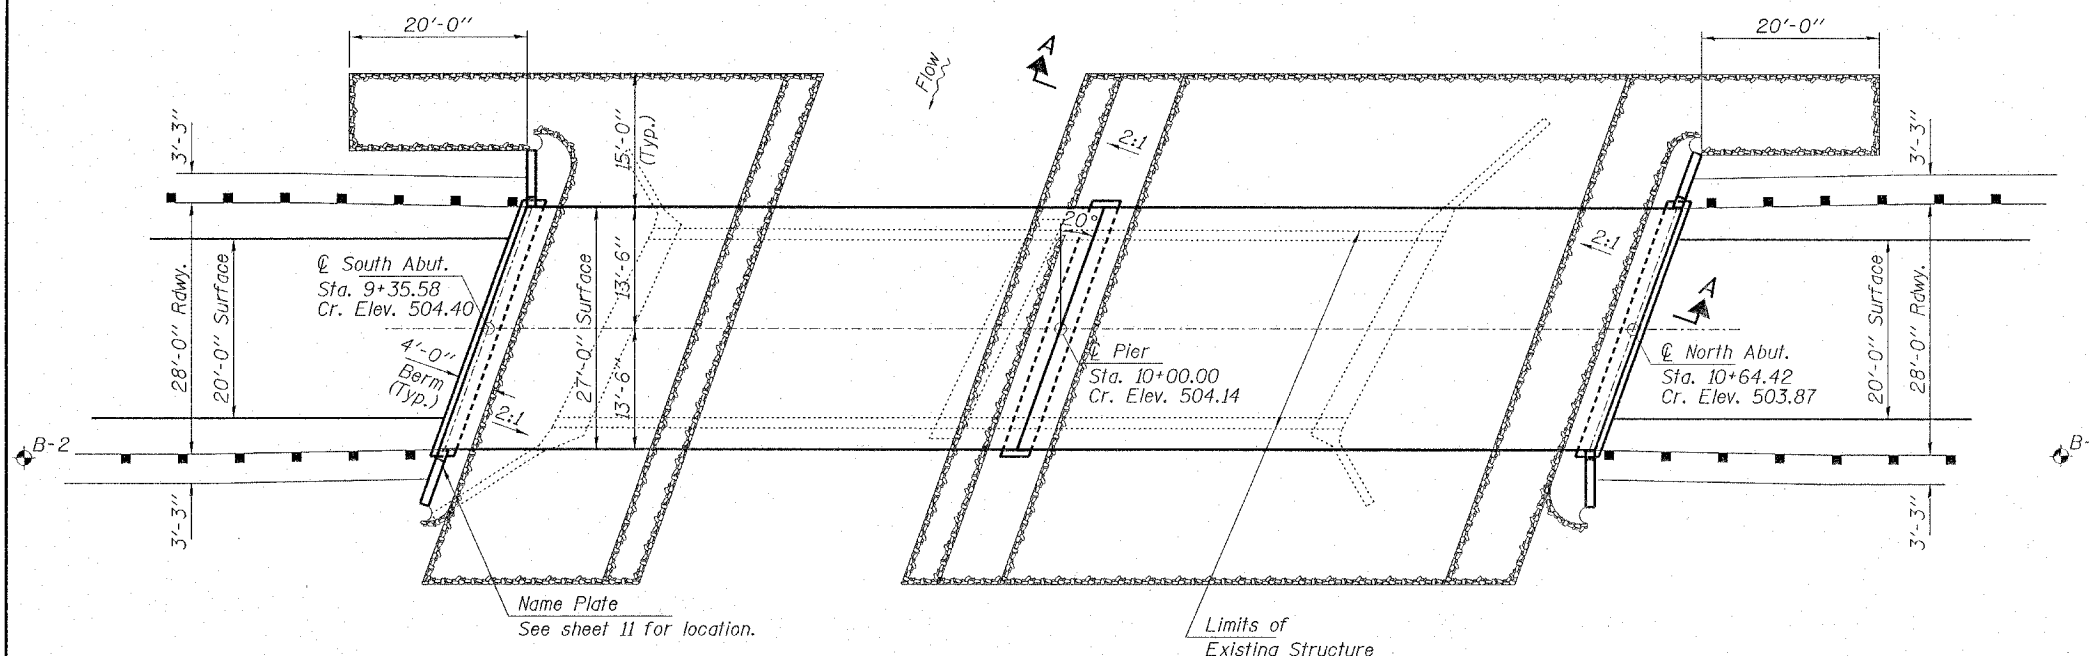 20'-0"
20'-0"
Flow
A
3'-3"
15'-0"
(Typ.)
2:1
3'-3"
20°
2:1
28'-0" Rdwy.
20'-0" Surface
℄ South Abut.
Sta. 9+35.58
Cr. Elev. 504.40
27'-0" Surface
13'-6"
13'-6"
A
20'-0" Surface
28'-0" Rdwy.
4'-0"
Berm
(Typ.)
2:1
℄ Pier
Sta. 10+00.00
Cr. Elev. 504.14
℄ North Abut.
Sta. 10+64.42
Cr. Elev. 503.87
B-2
B-
3'-3"
3'-3"
Name Plate
See sheet 11 for location.
Limits of
Existing Structure